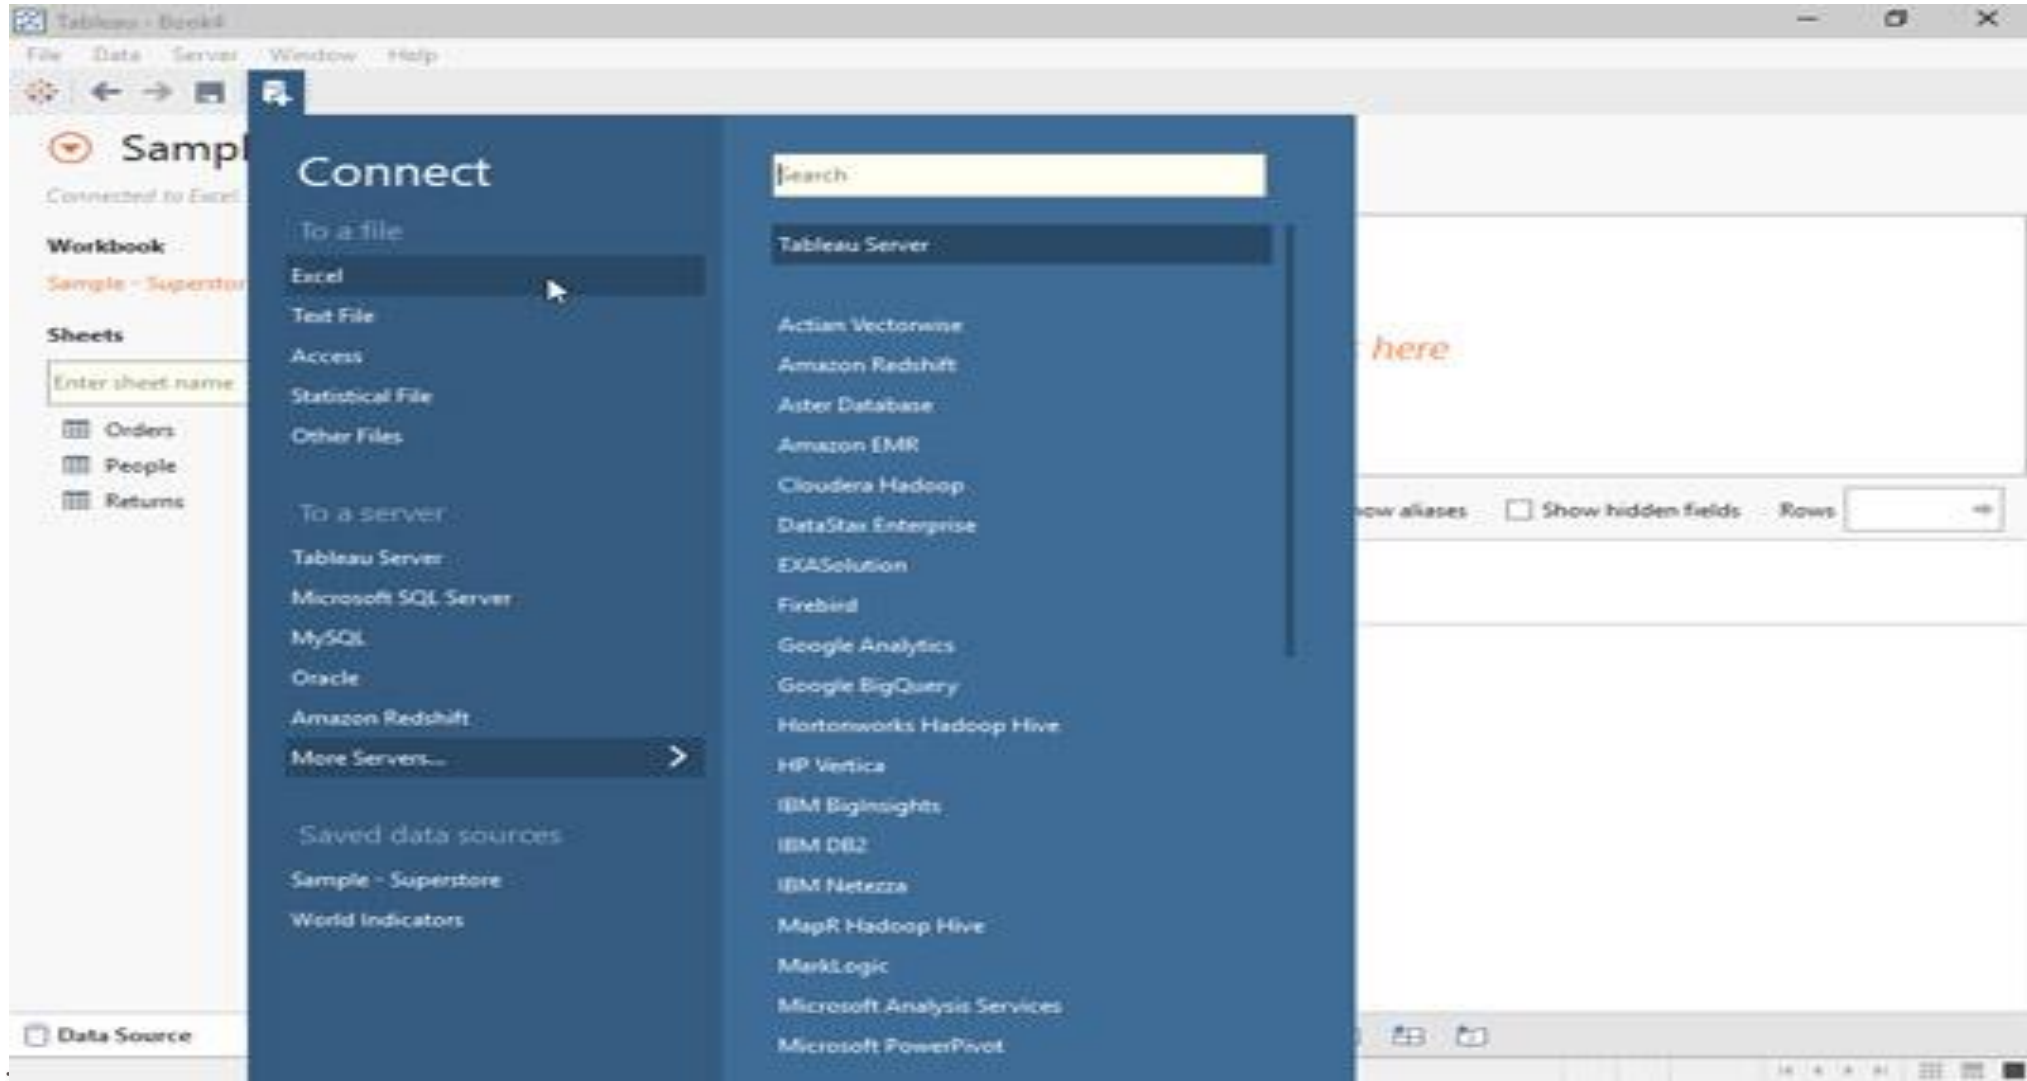 Tableau - Book4
File Data Server Window Help
Sampl
Connected to Excel
Workbook
Sample - Superstor
Sheets
Enter sheet name
Orders
People
Returns
Data Source
Connect
To a file
Excel
Text File
Access
Statistical File
Other Files
To a server
Tableau Server
Microsoft SQL Server
MySQL
Oracle
Amazon Redshift
More Servers...
Saved data sources
Sample - Superstore
World Indicators
Search
Tableau Server
Actian Vectorwise
Amazon Redshift
Aster Database
Amazon EMR
Cloudera Hadoop
DataStax Enterprise
EXASolution
Firebird
Google Analytics
Google BigQuery
Hortonworks Hadoop Hive
HP Vertica
IBM BigInsights
IBM DB2
IBM Netezza
MapR Hadoop Hive
MarkLogic
Microsoft Analysis Services
Microsoft PowerPivot
here
ow aliases Show hidden fields Rows